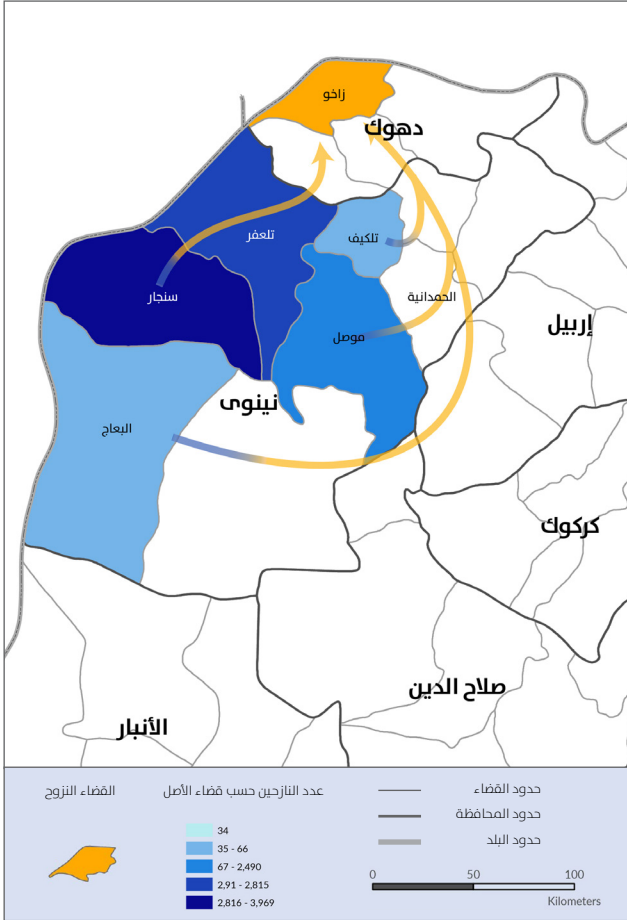 زاخو
دهوك
تلعفر
تلكيف
سنجار
الحمدانية
موصل
إربيل
نينوى
البعاج
كركوك
صلاح الدين
الأنبار
القضاء النزوح
عدد النازحين حسب قضاء الأصل
34
35 - 66
67 - 2,490
2,91 - 2,815
2,816 - 3,969
حدود القضاء
حدود المحافظة
حدود البلد
0 50 100
Kilometers